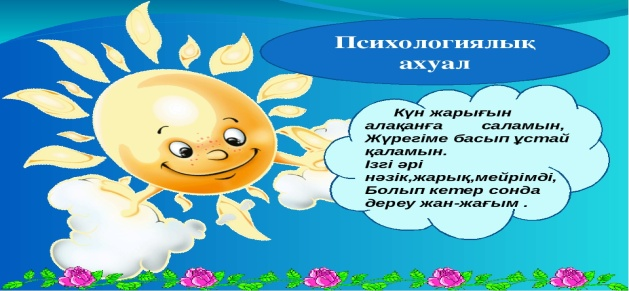 Психологиялық
ахуал
Күн жарығын
алақанға саламын,
Жүрегіме басып ұстай
қаламын.
Ізгі әрі
нәзік,жарық,мейрімді,
Болып кетер сонда
дереу жан-жағым .